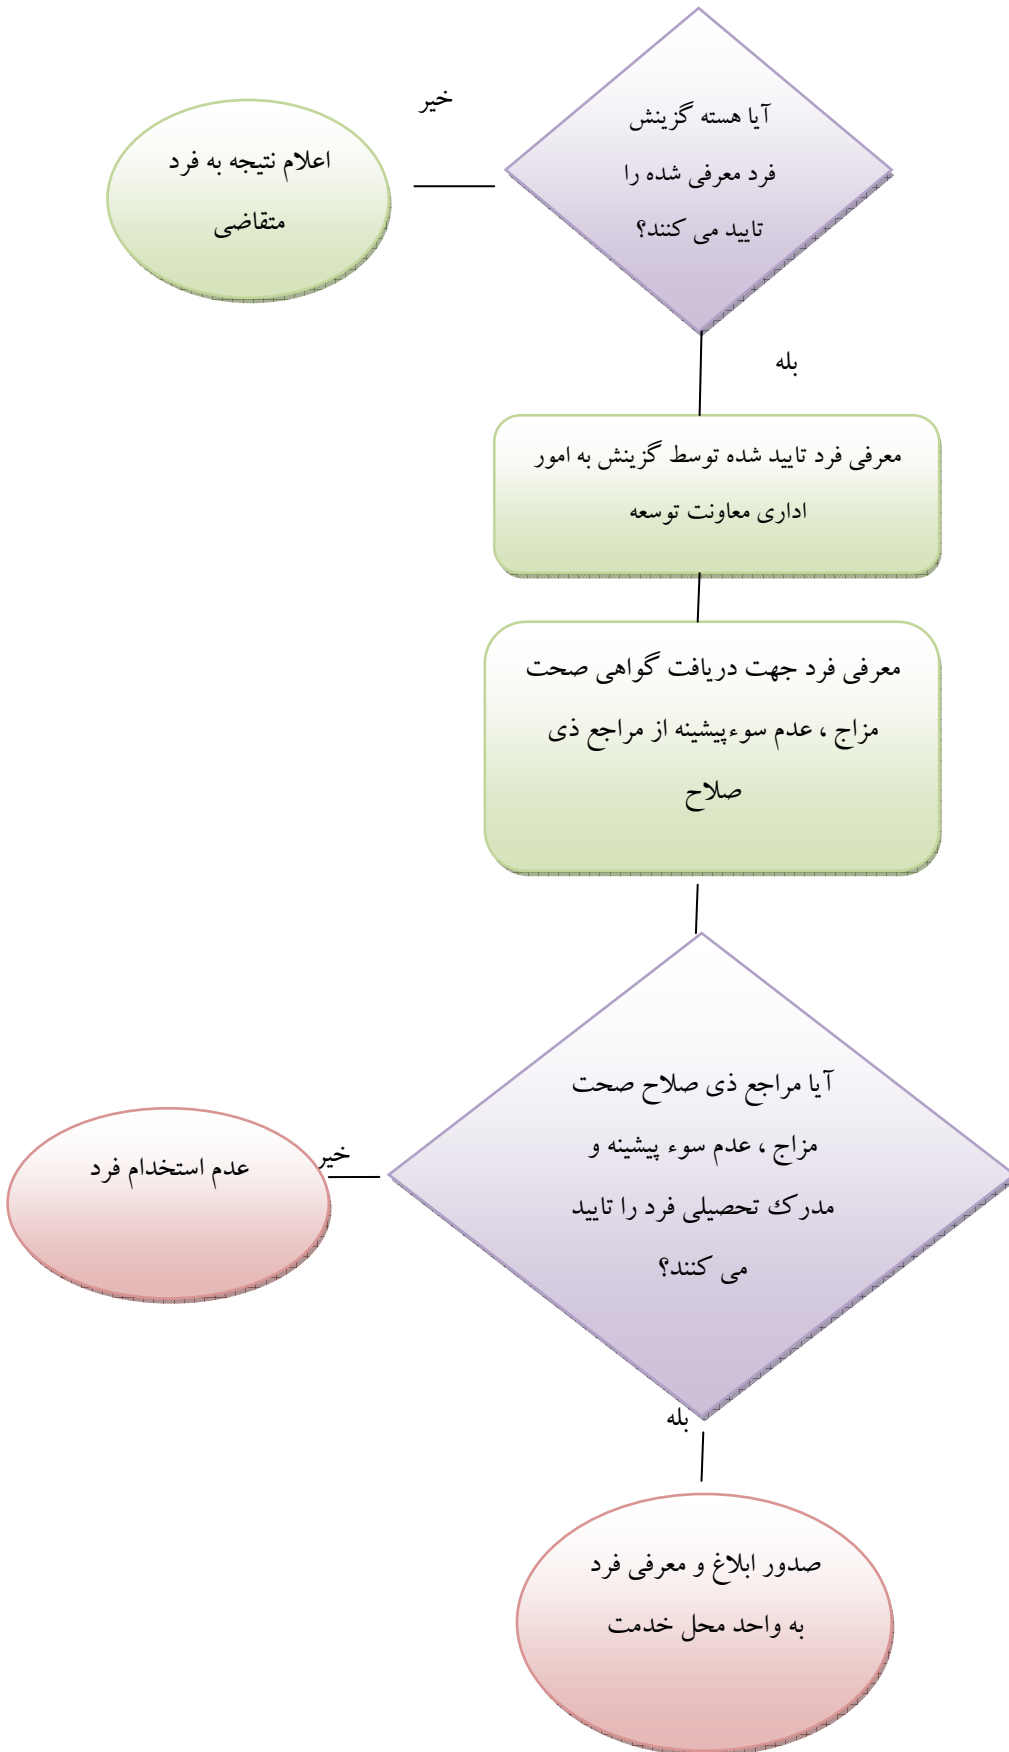 آیا هسته گزینش
فرد معرفی شده را
تایید می کنند؟
خیر
اعلام نتیجه به فرد
متقاضی
بله
معرفی فرد تایید شده توسط گزینش به امور
اداری معاونت توسعه
معرفی فرد جهت دریافت گواهی صحت
مزاج ، عدم سوءپیشینه از مراجع ذی
صلاح
آیا مراجع ذی صلاح صحت
مزاج ، عدم سوء پیشینه و
مدرک تحصیلی فرد را تایید
می کنند؟
خیر
عدم استخدام فرد
بله
صدور ابلاغ و معرفی فرد
به واحد محل خدمت